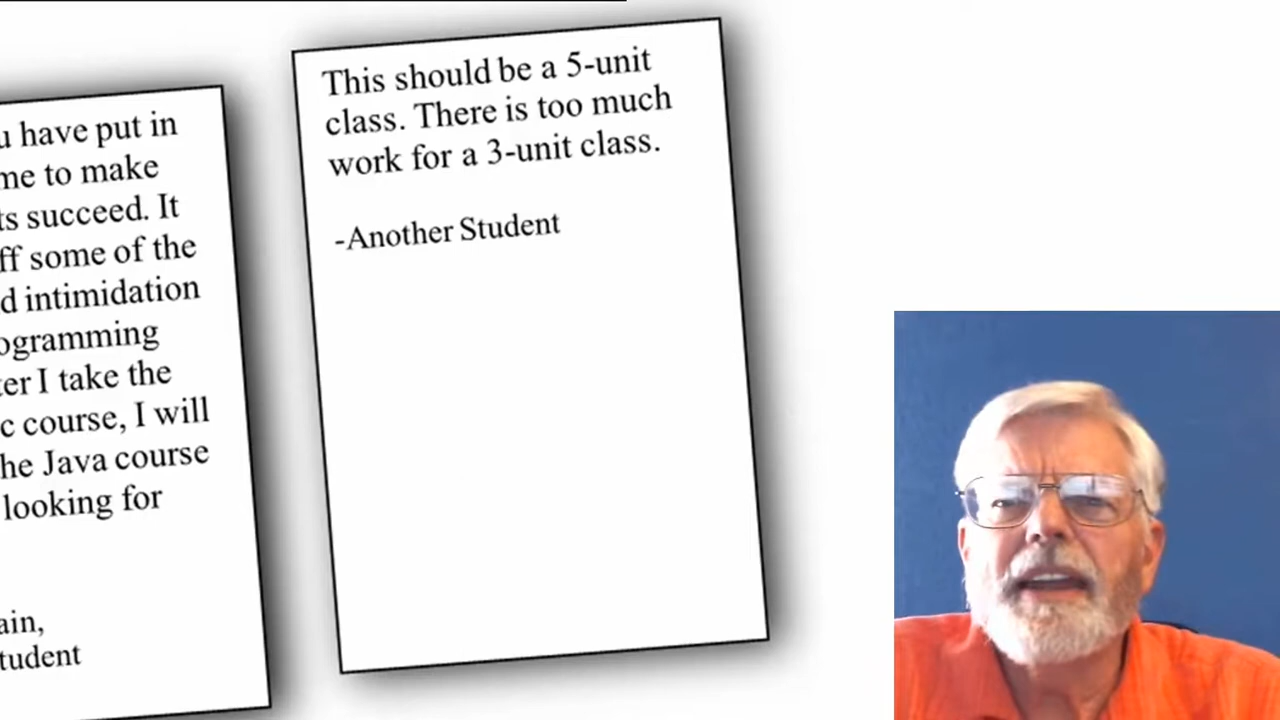 u have put in
me to make
ts succeed. It
ff some of the
d intimidation
ogramming
ter I take the
c course, I will
he Java course
looking for
ain,
tudent
This should be a 5-unit
class. There is too much
work for a 3-unit class.
-Another Student